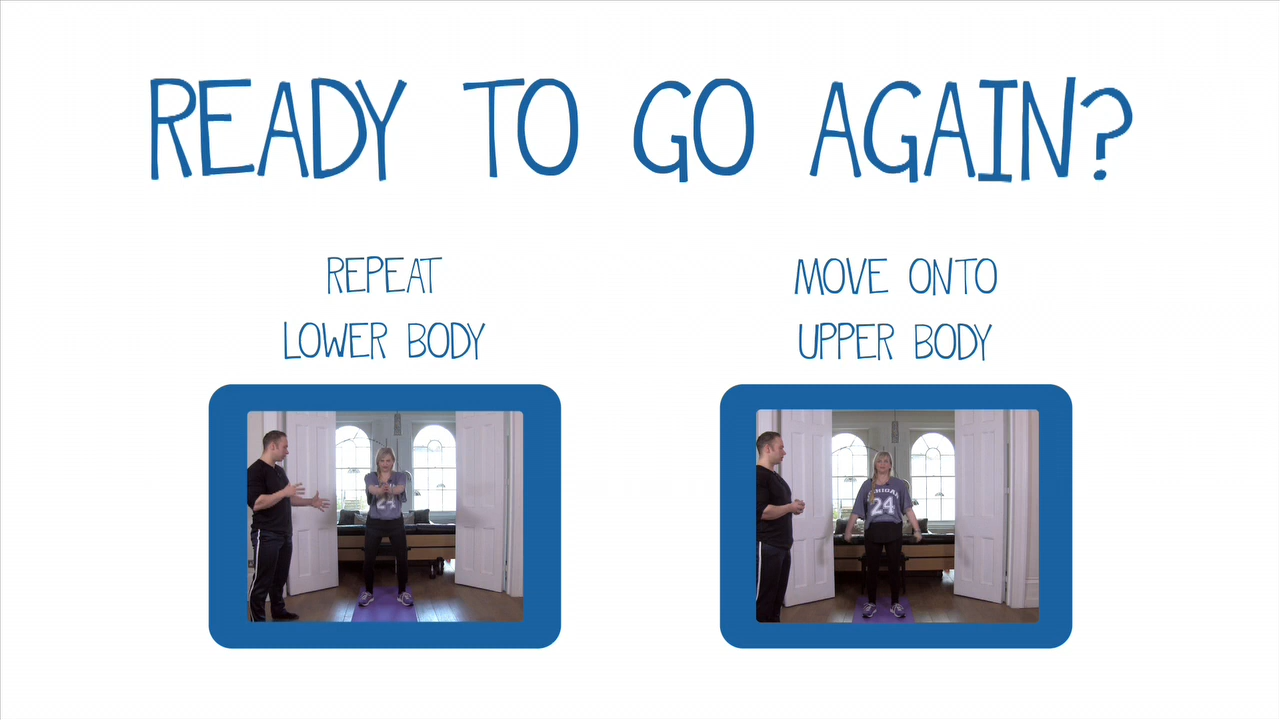 READY TO GO AGAIN?
REPEAT
LOWER BODY
MOVE ONTO
UPPER BODY
24
24